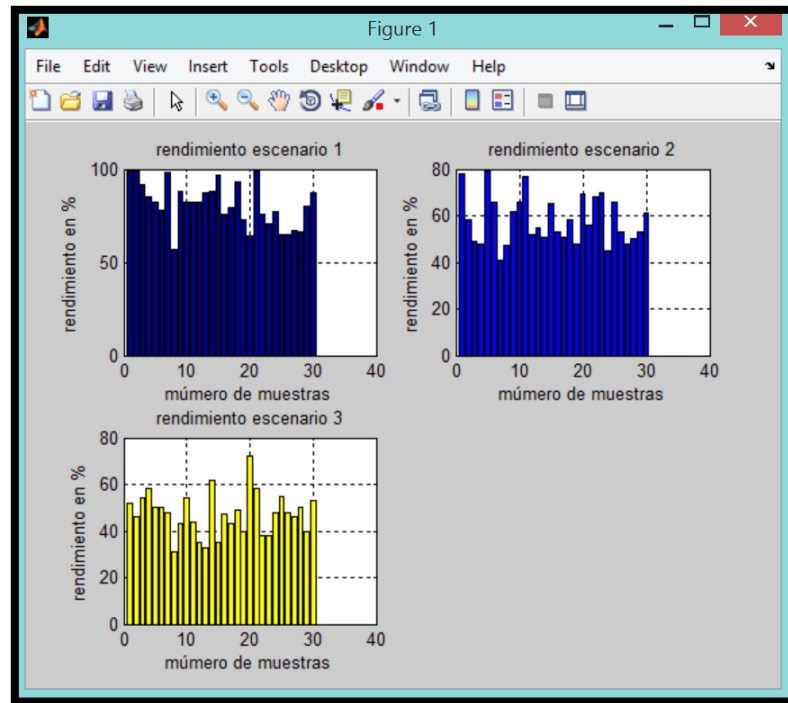 Figure 1
File Edit View Insert Tools Desktop Window Help
rendimiento escenario 1
rendimiento en %
100
50
0
0 10 20 30 40
múmero de muestras
rendimiento escenario 2
rendimiento en %
80
60
40
20
0
0 10 20 30 40
múmero de muestras
rendimiento escenario 3
rendimiento en %
80
60
40
20
0
0 10 20 30 40
múmero de muestras